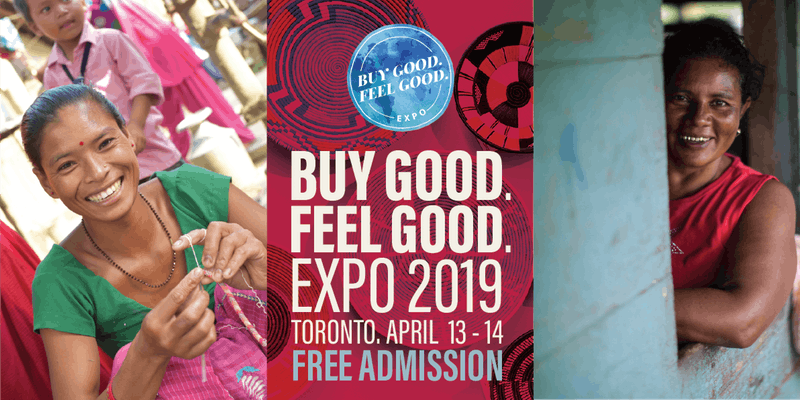 BUY GOOD.
FEEL GOOD.
EXPO
BUY GOOD.
FEEL GOOD.
EXPO 2019
TORONTO. APRIL 13 - 14
FREE ADMISSION